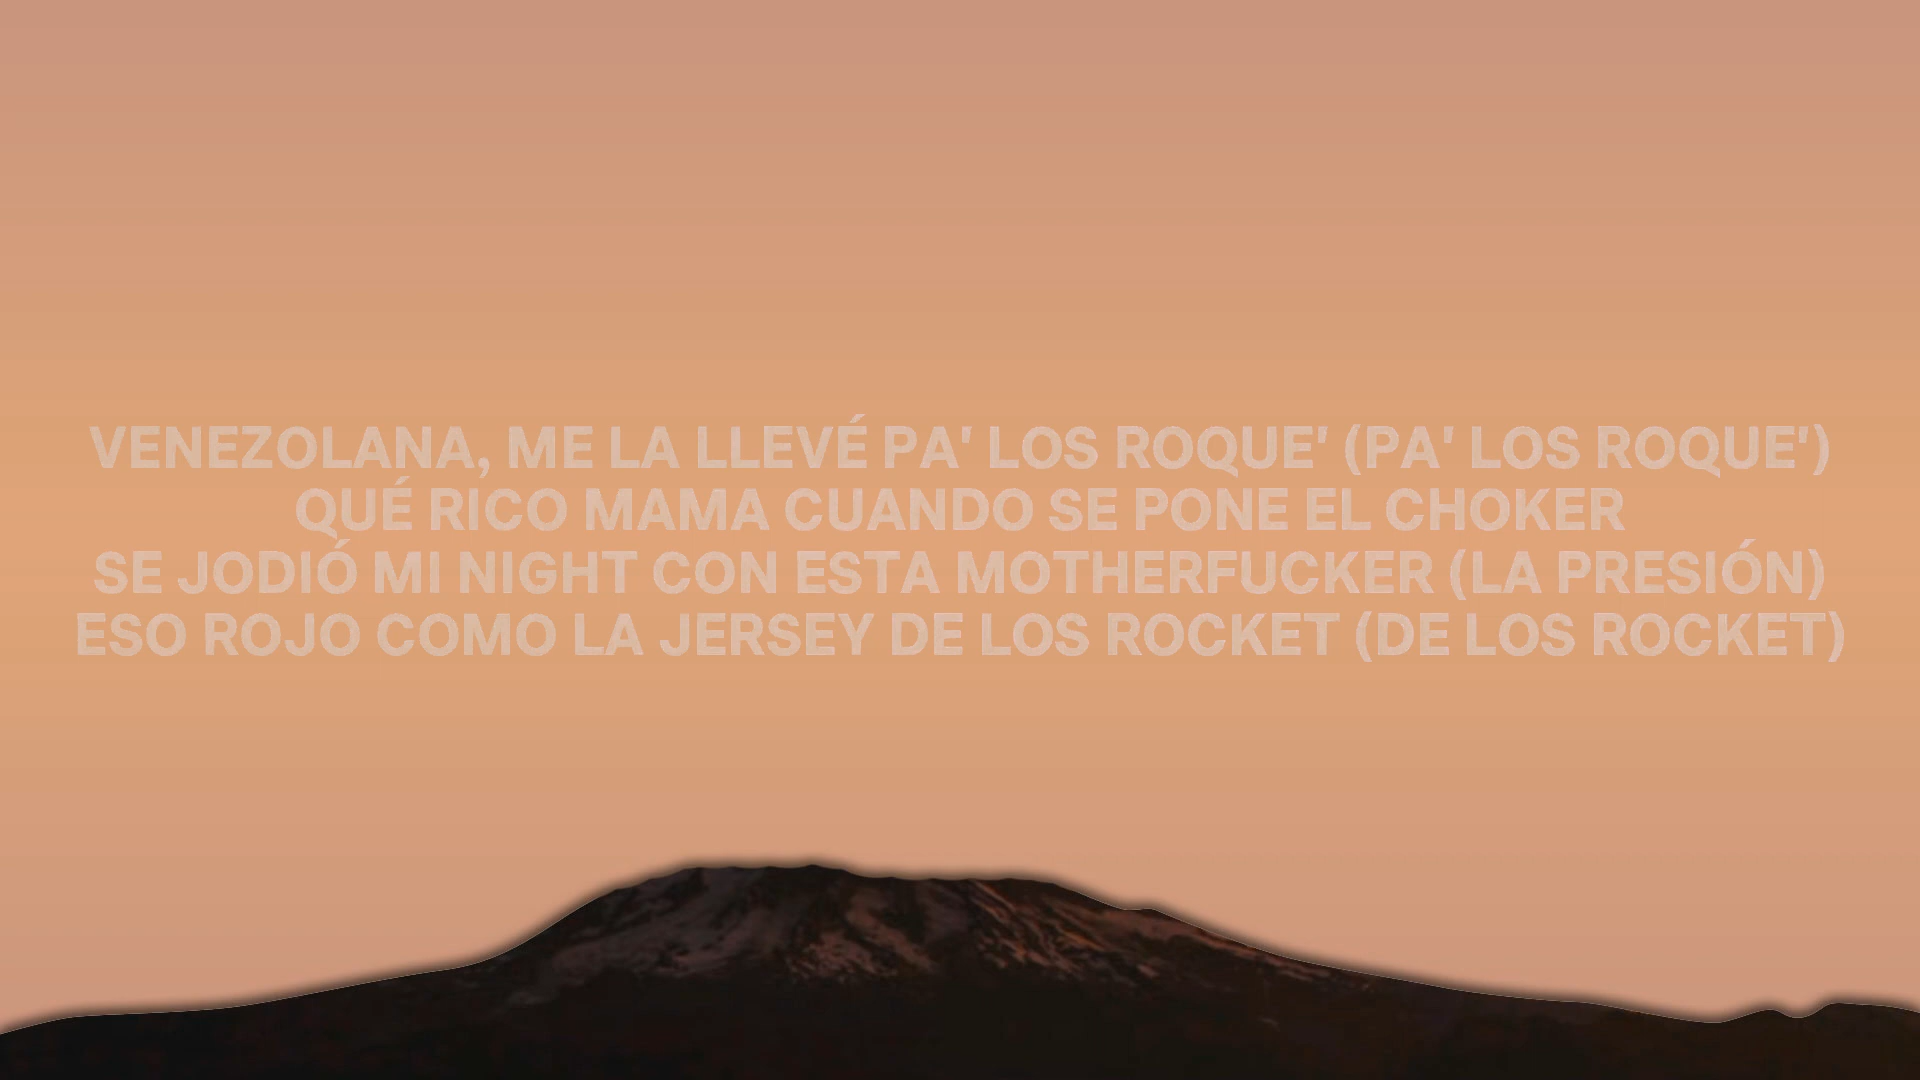 VENEZOLANA, ME LA LLEVÉ PA' LOS ROQUE' (PA' LOS ROQUE')
QUÉ RICO MAMA CUANDO SE PONE EL CHOKER
SE JODIÓ MI NIGHT CON ESTA MOTHERFUCKER (LA PRESIÓN)
ESO ROJO COMO LA JERSEY DE LOS ROCKET (DE LOS ROCKET)